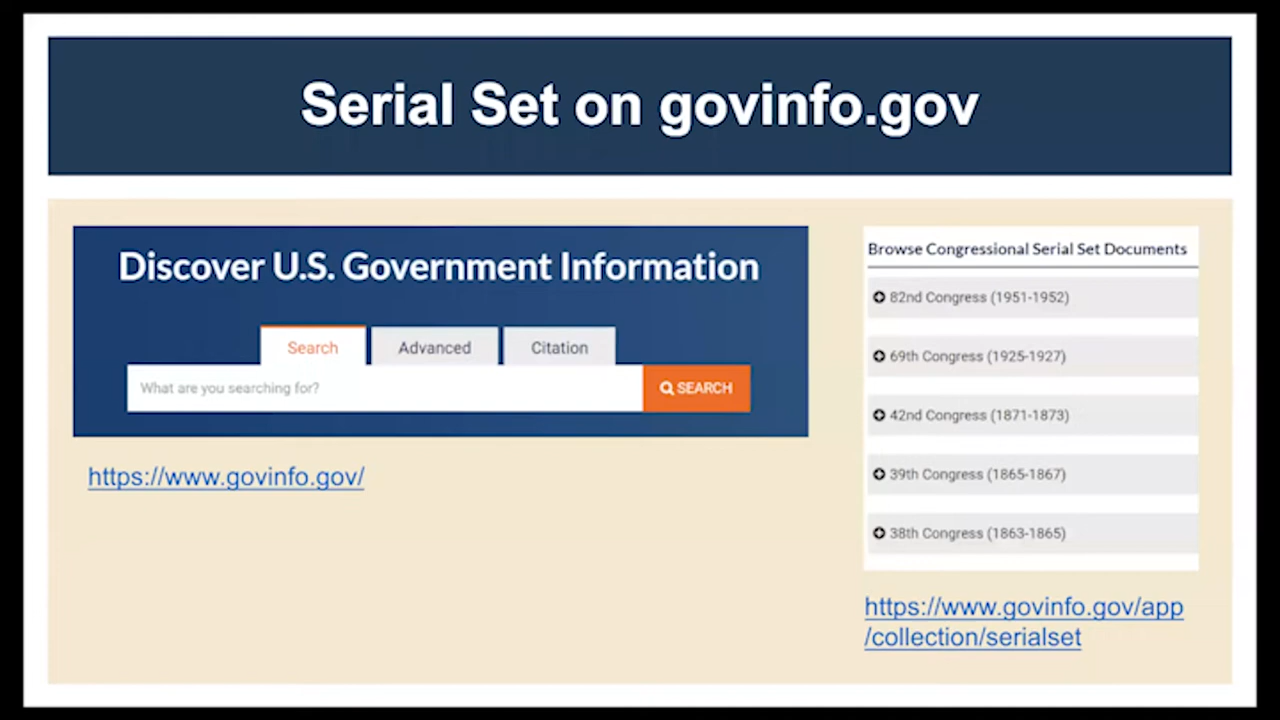 Serial Set on govinfo.gov
Discover U.S. Government Information
Search
Advanced
Citation
What are you searching for?
SEARCH
https://www.govinfo.gov/
Browse Congressional Serial Set Documents
82nd Congress (1951-1952)
69th Congress (1925-1927)
42nd Congress (1871-1873)
39th Congress (1865-1867)
38th Congress (1863-1865)
https://www.govinfo.gov/app
/collection/serialset